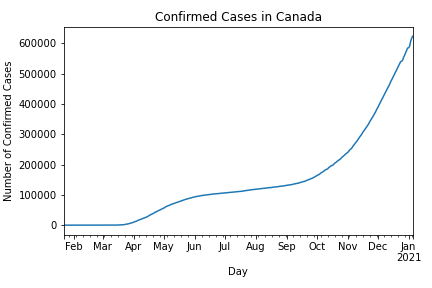 Confirmed Cases in Canada
Number of Confirmed Cases
600000
500000
400000
300000
200000
100000
0
Feb Mar Apr May Jun Jul Aug Sep Oct Nov Dec Jan
2021
Day